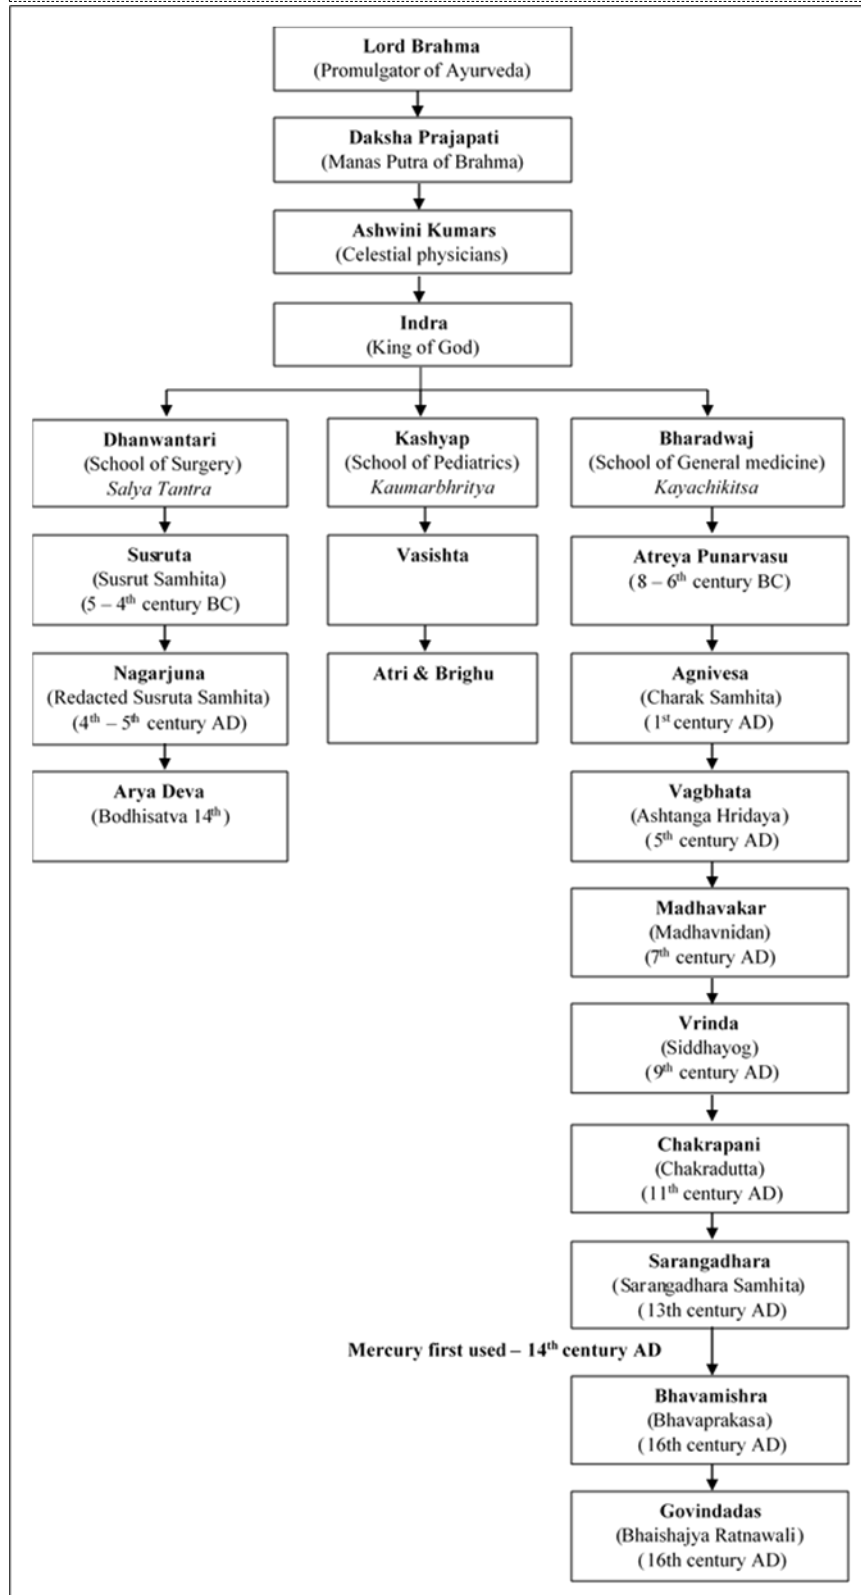 Lord Brahma
(Promulgator of Ayurveda)
Daksha Prajapati
(Manas Putra of Brahma)
Ashwini Kumars
(Celestial physicians)
Indra
(King of God)
Dhanwantari
(School of Surgery)
Salya Tantra
Kashyap
(School of Pediatrics)
Kaumarbhritya
Bharadwaj
(School of General medicine)
Kayachikitsa
Susruta
(Susrut Samhita)
(5 – 4th century BC)
Vasishta
Atreya Punarvasu
(8 – 6th century BC)
Nagarjuna
(Redacted Susruta Samhita)
(4th – 5th century AD)
Atri & Brighu
Agnivesa
(Charak Samhita)
(1st century AD)
Arya Deva
(Bodhisatva 14th)
Vagbhata
(Ashtanga Hridaya)
(5th century AD)
Madhavakar
(Madhavnidan)
(7th century AD)
Vrinda
(Siddhayog)
(9th century AD)
Chakrapani
(Chakradutta)
(11th century AD)
Sarangadhara
(Sarangadhara Samhita)
(13th century AD)
Mercury first used – 14th century AD
Bhavamishra
(Bhavaprakasa)
(16th century AD)
Govindadas
(Bhaishajya Ratnawali)
(16th century AD)